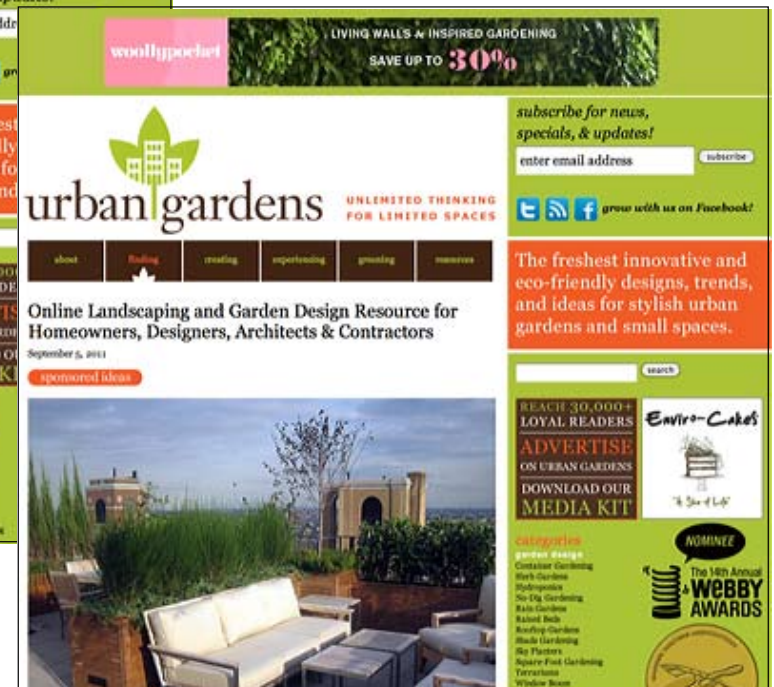 woollypocket
LIVING WALLS & INSPIRED GARDENING
SAVE UP TO 30%
urban gardens
UNLIMITED THINKING
FOR LIMITED SPACES
about
finding
creating
experiencing
greening
resources
Online Landscaping and Garden Design Resource for
Homeowners, Designers, Architects & Contractors
September 5, 2011
sponsored ideas
subscribe for news,
specials, & updates!
enter email address
subscribe
grow with us on Facebook!
The freshest innovative and
eco-friendly designs, trends,
and ideas for stylish urban
gardens and small spaces.
search
REACH 30,000+
LOYAL READERS
ADVERTISE
ON URBAN GARDENS
DOWNLOAD OUR
MEDIA KIT
Enviro-Cakes
"A Slice of Life"
categories
garden design
Container Gardening
Herb Gardens
Hydroponics
No-Dig Gardening
Rain Gardens
Raised Beds
Rooftop Gardens
Shade Gardening
Sky Planters
Square-Foot Gardening
Terrariums
Window Boxes
NOMINEE
The 14th Annual
WEBBY
AWARDS